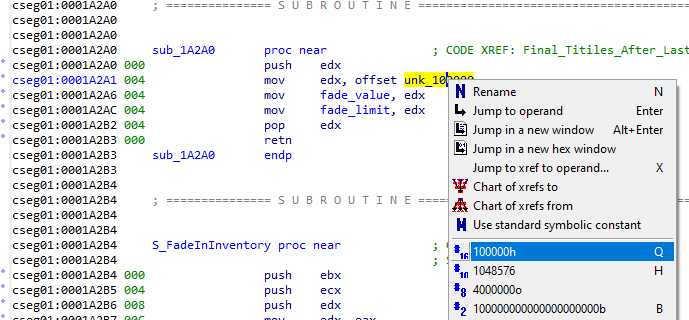 cseg01:0001A2A0 ; =============== S U B R O U T I N E =======================
cseg01:0001A2A0
cseg01:0001A2A0
cseg01:0001A2A0 sub_1A2A0 proc near ; CODE XREF: Final_Titiles_After_Last
cseg01:0001A2A0 000 push edx
cseg01:0001A2A1 004 mov edx, offset unk_100000
cseg01:0001A2A6 004 mov fade_value, edx
cseg01:0001A2AC 004 mov fade_limit, edx
cseg01:0001A2B2 004 pop edx
cseg01:0001A2B3 000 retn
cseg01:0001A2B3 sub_1A2A0 endp
cseg01:0001A2B3
cseg01:0001A2B4
cseg01:0001A2B4 ; =============== S U B R O U T I N E ===
cseg01:0001A2B4
cseg01:0001A2B4
cseg01:0001A2B4 S_FadeInInventory proc near ;
cseg01:0001A2B4 ;
cseg01:0001A2B4 000 push ebx
cseg01:0001A2B5 004 push ecx
cseg01:0001A2B6 008 push edx
cseg01:0001A2B7 00C mov edx, eax
Rename N
Jump to operand Enter
Jump in a new window Alt+Enter
Jump in a new hex window
Jump to xref to operand... X
Chart of xrefs to
Chart of xrefs from
Use standard symbolic constant
100000h Q
1048576 H
4000000o
100000000000000000000b B